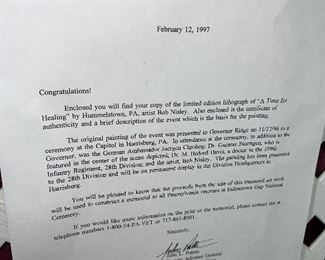 February 12, 1997
Congratulations!
Enclosed you will find your copy of the limited edition lithograph of "A Time for
Healing" by Hummelstown, PA, artist Bob Nisley. Also enclosed is the certificate of
authenticity and a brief description of the event which is the basis for the painting.
The original painting of the event was presented to Governor Ridge on 11/22/96 in a
ceremony at the Capitol in Harrisburg, PA. In attendance at the ceremony, in addition to the
Governor, was the German Ambassador Juergen Chrobog; Dr. Guenter Stuettgen, who is
featured in the center of the scene depicted; Dr. M. Bedford Davis, a doctor in the 109th
Infantry Regiment, 28th Division; and the artist, Bob Nisley. The painting has been presented
to the 28th Division and will be on permanent display in the Division Headquarters at
Harrisburg.
You will be pleased to know that the proceeds from the sale of this treasured art work
will be used to construct a memorial to all Pennsylvania veterans at Indiantown Gap National
Cemetery.
If you would like more information on the print or the memorial, please contact me at
telephone numbers 1-800-54-PA-VET or 717-861-8901.
Sincerely,
John L.
Adjutant General